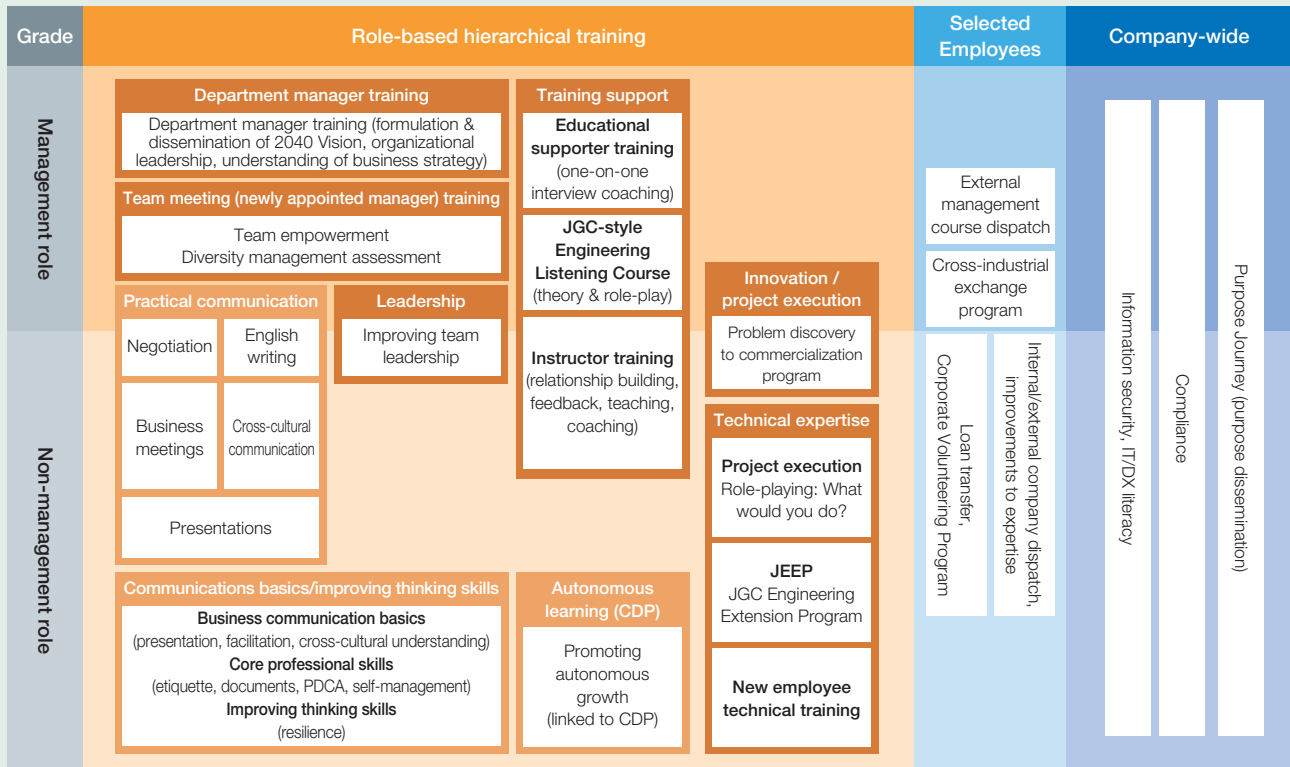 Grade
Role-based hierarchical training
Selected
Employees
Company-wide
Management role
Non-management role
Department manager training
Department manager training (formulation &
dissemination of 2040 Vision, organizational
leadership, understanding of business strategy)
Team meeting (newly appointed manager) training
Team empowerment
Diversity management assessment
Practical communication
Negotiation
English
writing
Business
meetings
Cross-cultural
communication
Presentations
Leadership
Improving team
leadership
Training support
Educational
supporter training
(one-on-one
interview coaching)
JGC-style
Engineering
Listening Course
(theory & role-play)
Instructor training
(relationship building,
feedback, teaching,
coaching)
Innovation /
project execution
Problem discovery
to commercialization
program
Technical expertise
Project execution
Role-playing: What
would you do?
JEEP
JGC Engineering
Extension Program
New employee
technical training
Communications basics/improving thinking skills
Business communication basics
(presentation, facilitation, cross-cultural understanding)
Core professional skills
(etiquette, documents, PDCA, self-management)
Improving thinking skills
(resilience)
Autonomous
learning (CDP)
Promoting
autonomous
growth
(linked to CDP)
External
management
course dispatch
Cross-industrial
exchange
program
Loan transfer,
Corporate Volunteering Program
Internal/external company dispatch,
improvements to expertise
Information security, IT/DX literacy
Compliance
Purpose Journey (purpose dissemination)